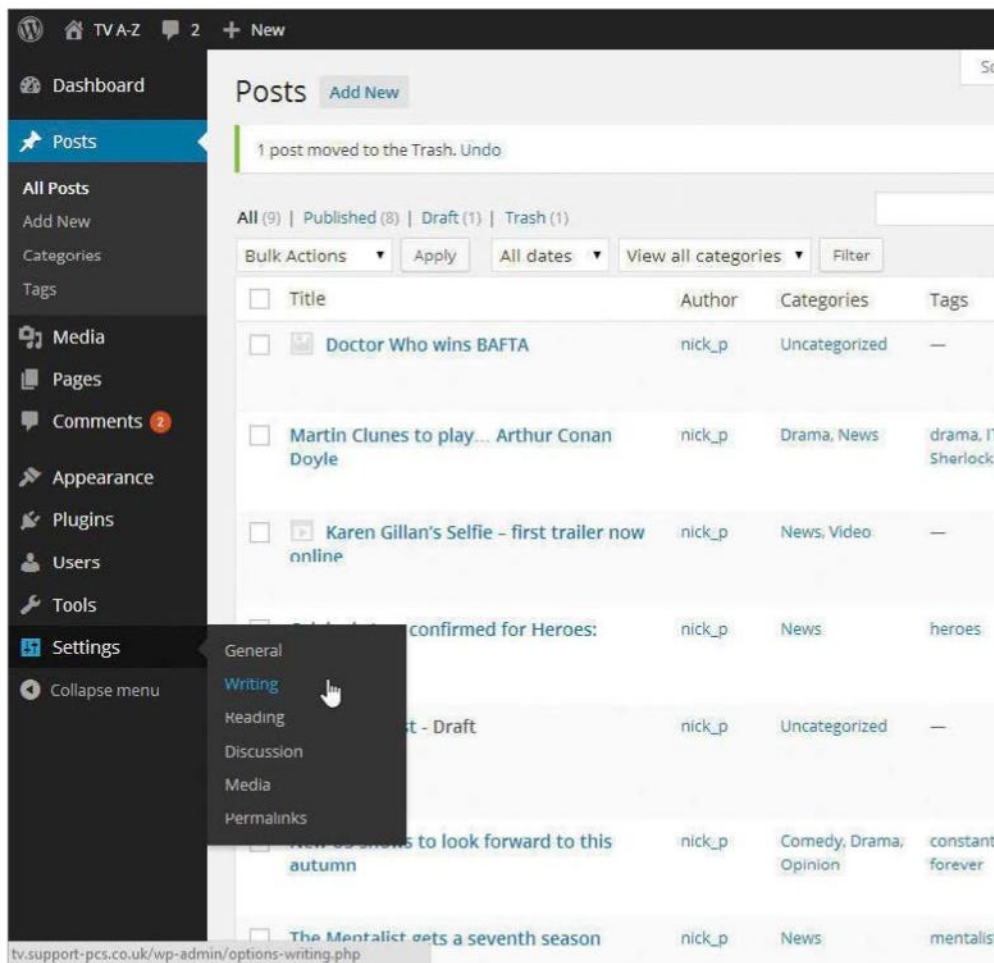 TV A-Z 2 + New
Dashboard
Posts
All Posts
Add New
Categories
Tags
Media
Pages
Comments 2
Appearance
Plugins
Users
Tools
Settings
Collapse menu
General
Writing
Reading
Discussion
Media
Permalinks
Posts Add New
1 post moved to the Trash. Undo
All (9) | Published (8) | Draft (1) | Trash (1)
Bulk Actions Apply All dates View all categories Filter
Title Author Categories Tags
Doctor Who wins BAFTA nick_p Uncategorized —
Martin Clunes to play... Arthur Conan nick_p Drama, News drama,
Doyle Sherlock
Karen Gillan's Selfie – first trailer now nick_p News, Video —
online
confirmed for Heroes: nick_p News heroes
- Draft nick_p Uncategorized —
to look forward to this nick_p Comedy, Drama, constant
autumn Opinion forever
The Mentalist gets a seventh season nick_p News mentalis
tv.support-pcs.co.uk/wp-admin/options-writing.php